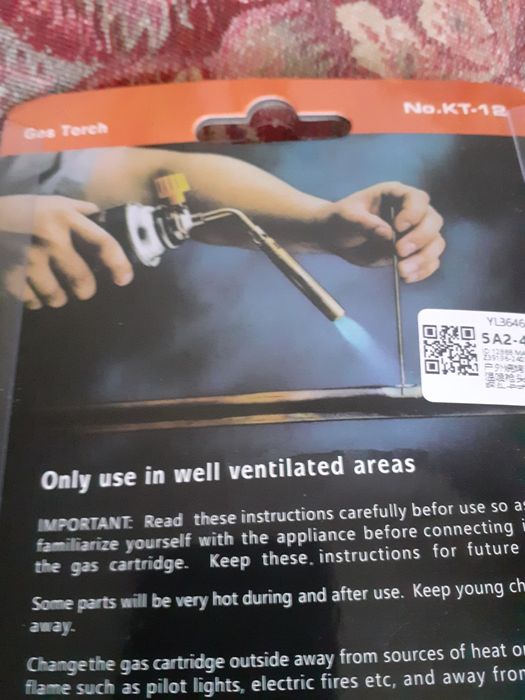 Gas Torch
No.KT-12
YL3646
5A2-4
Only use in well ventilated areas
IMPORTANT: Read these instructions carefully befor use so as
familiarize yourself with the appliance before connecting i
the gas cartridge. Keep these. instructions for future
Some parts will be very hot during and after use. Keep young ch
away.
Change the gas cartridge outside away from sources of heat or
flame such as pilot lights, electric fires etc, and away from